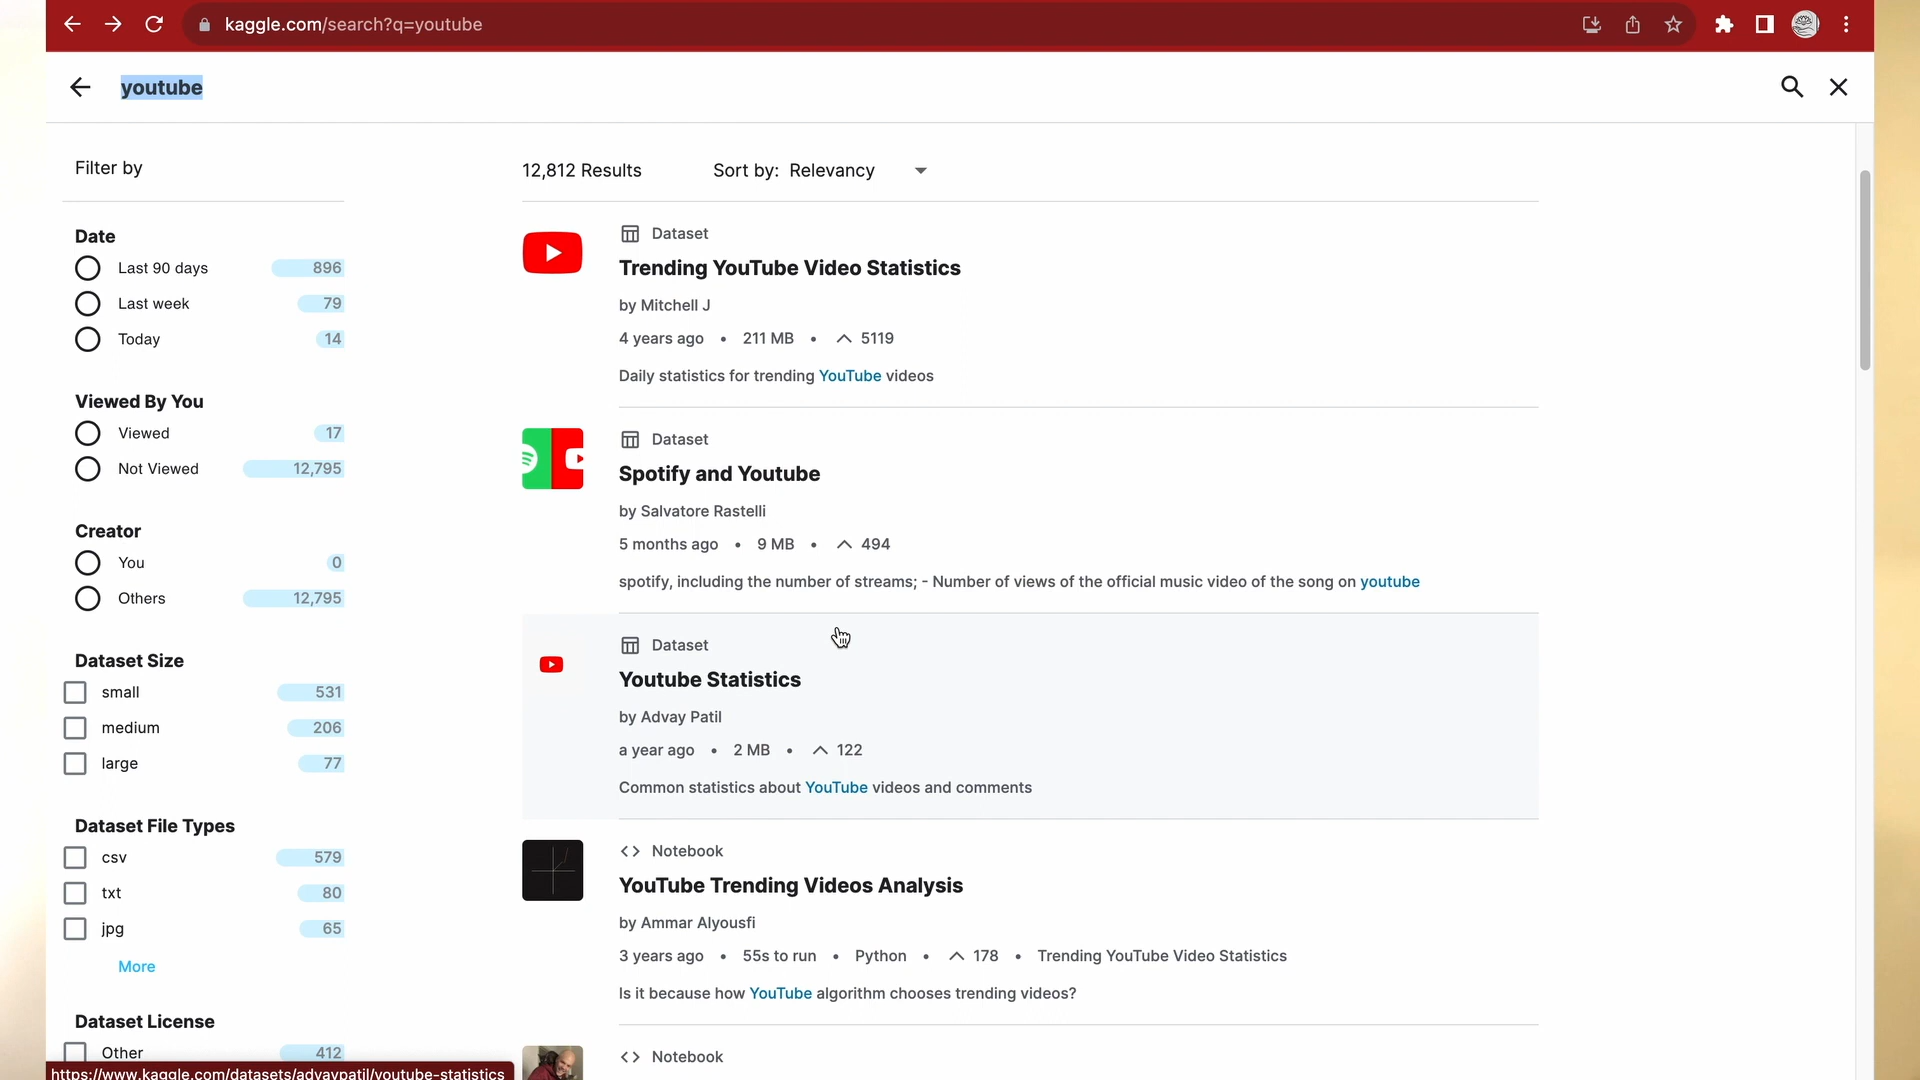 kaggle.com/search?q=youtube
youtube
Filter by
12,812 Results
Sort by: Relevancy
Date
Last 90 days 896
Last week 79
Today 14
Viewed By You
Viewed 17
Not Viewed 12,795
Creator
You 0
Others 12,795
Dataset Size
small 531
medium 206
large 77
Dataset File Types
csv 579
txt 80
jpg 65
More
Dataset License
Other 412
Dataset
Trending YouTube Video Statistics
by Mitchell J
4 years ago • 211 MB • 5119
Daily statistics for trending YouTube videos
Dataset
Spotify and Youtube
by Salvatore Rastelli
5 months ago • 9 MB • 494
spotify, including the number of streams; - Number of views of the official music video of the song on youtube
Dataset
Youtube Statistics
by Advay Patil
a year ago • 2 MB • 122
Common statistics about YouTube videos and comments
<> Notebook
YouTube Trending Videos Analysis
by Ammar Alyousfi
3 years ago • 55s to run • Python • 178 • Trending YouTube Video Statistics
Is it because how YouTube algorithm chooses trending videos?
<> Notebook
https://www.kaggle.com/datasets/advaypatil/youtube-statistics